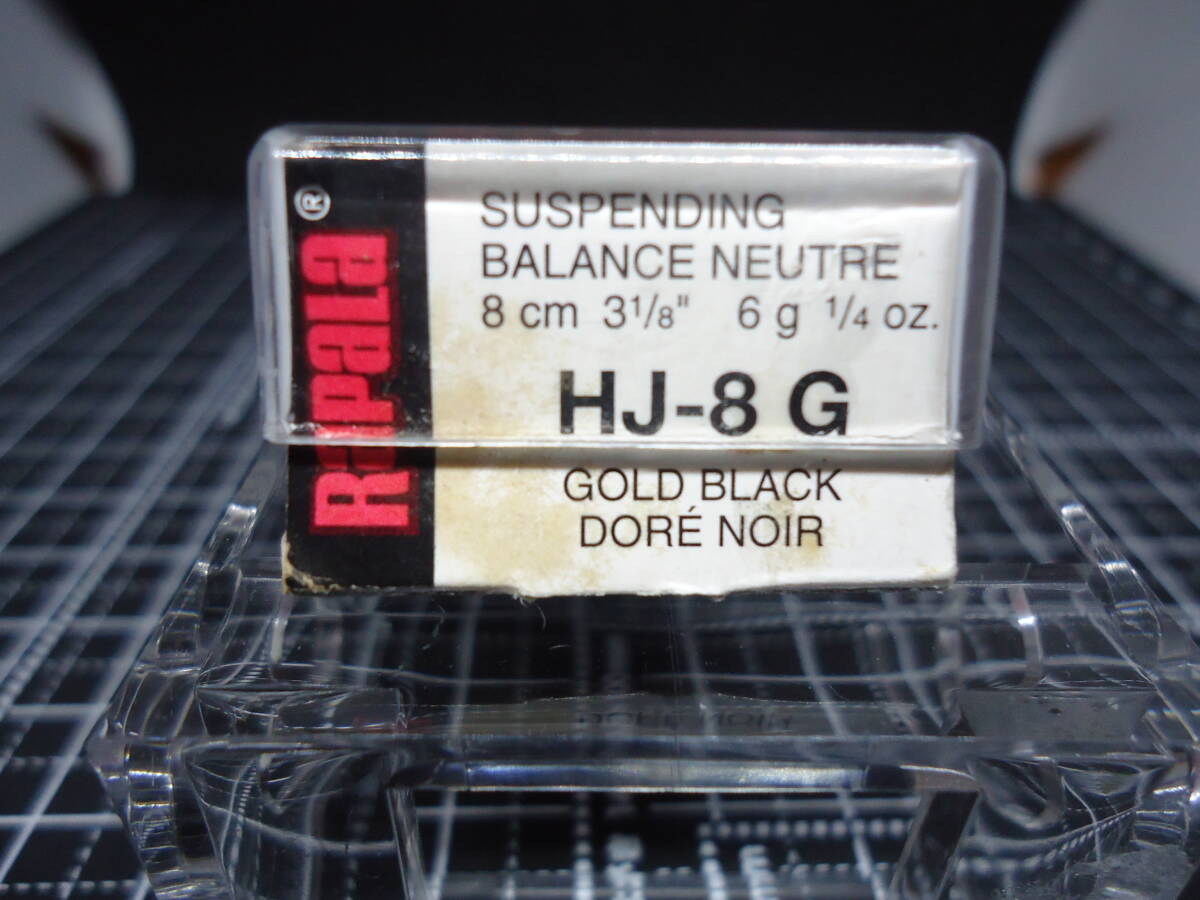 RapaLa®
SUSPENDING
BALANCE NEUTRE
8 cm 3 1/8" 6 g 1/4 oz.
HJ-8 G
GOLD BLACK
DORÉ NOIR